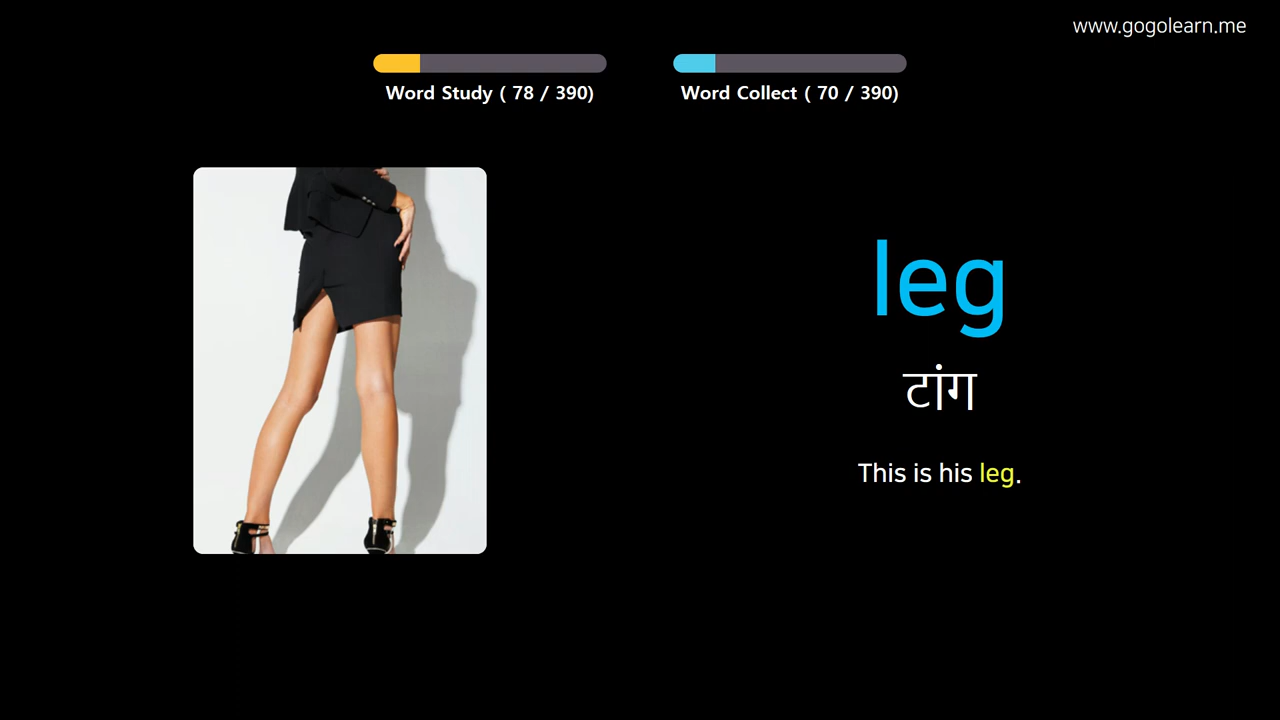 www.gogolearn.me
Word Study ( 78 / 390)
Word Collect ( 70 / 390)
leg
टांग
This is his leg.